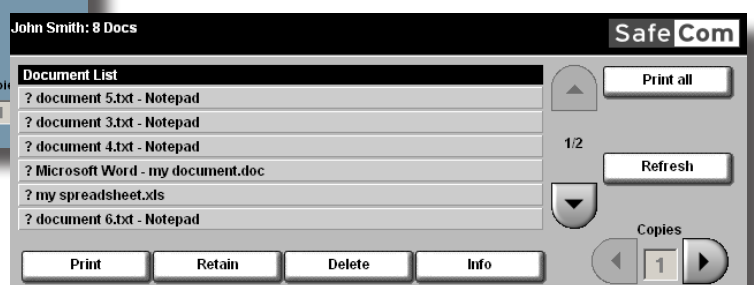 John Smith: 8 Docs
Safe Com
Document List
Print all
? document 5.txt - Notepad
? document 3.txt - Notepad
? document 4.txt - Notepad
1/2
? Microsoft Word - my document.doc
Refresh
? my spreadsheet.xls
? document 6.txt - Notepad
Copies
Print
Retain
Delete
Info
1